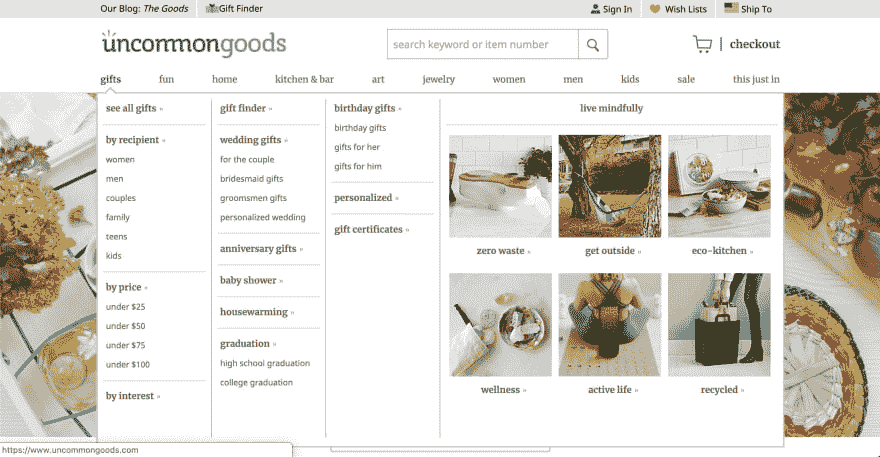 Our Blog: The Goods
Gift Finder
Sign In
Wish Lists
Ship To
uncommongoods
search keyword or item number
checkout
gifts
fun
home
kitchen & bar
art
jewelry
women
men
kids
sale
this just in
see all gifts »
by recipient »
women
men
couples
family
teens
kids
by price »
under $25
under $50
under $75
under $100
by interest »
gift finder »
wedding gifts »
for the couple
bridesmaid gifts
groomsmen gifts
personalized wedding
anniversary gifts »
baby shower »
housewarming »
graduation »
high school graduation
college graduation
birthday gifts »
birthday gifts
gifts for her
gifts for him
personalized »
gift certificates »
live mindfully
zero waste »
get outside »
eco-kitchen »
wellness »
active life »
recycled »
https://www.uncommongoods.com